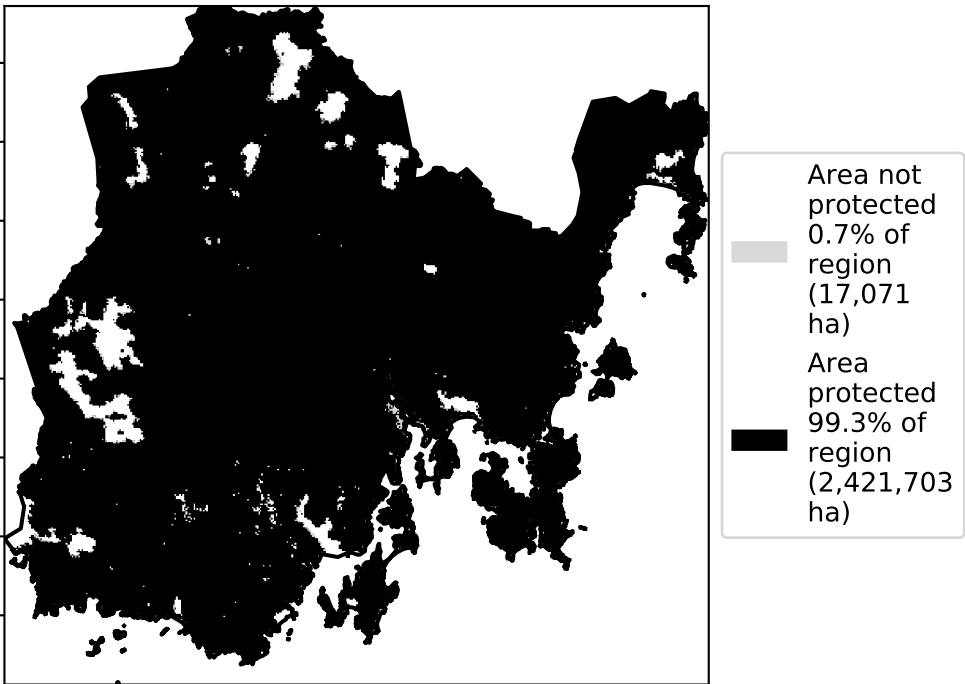 Area not
protected
0.7% of
region
(17,071
ha)
Area
protected
99.3% of
region
(2,421,703
ha)